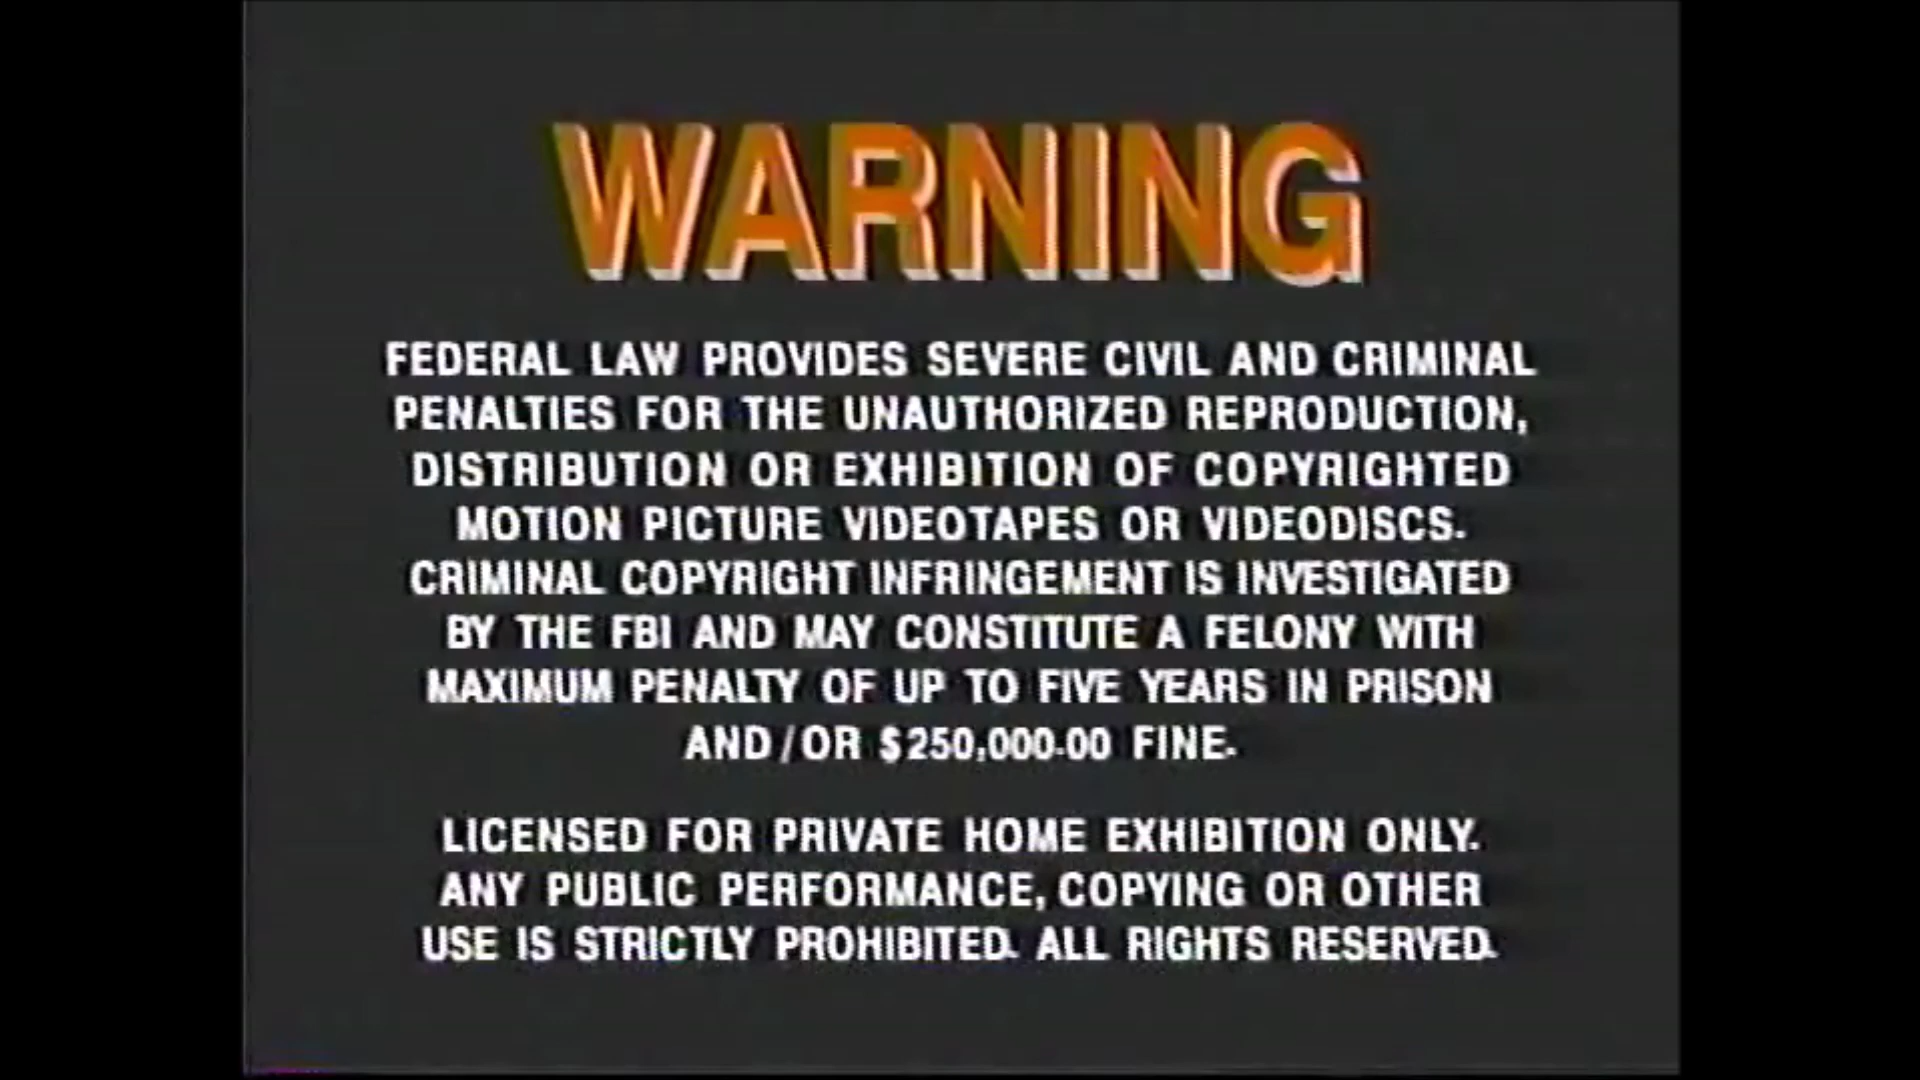 WARNING
FEDERAL LAW PROVIDES SEVERE CIVIL AND CRIMINAL
PENALTIES FOR THE UNAUTHORIZED REPRODUCTION,
DISTRIBUTION OR EXHIBITION OF COPYRIGHTED
MOTION PICTURE VIDEOTAPES OR VIDEODISCS.
CRIMINAL COPYRIGHT INFRINGEMENT IS INVESTIGATED
BY THE FBI AND MAY CONSTITUTE A FELONY WITH
MAXIMUM PENALTY OF UP TO FIVE YEARS IN PRISON
AND/OR $250,000.00 FINE.
LICENSED FOR PRIVATE HOME EXHIBITION ONLY.
ANY PUBLIC PERFORMANCE, COPYING OR OTHER
USE IS STRICTLY PROHIBITED. ALL RIGHTS RESERVED.